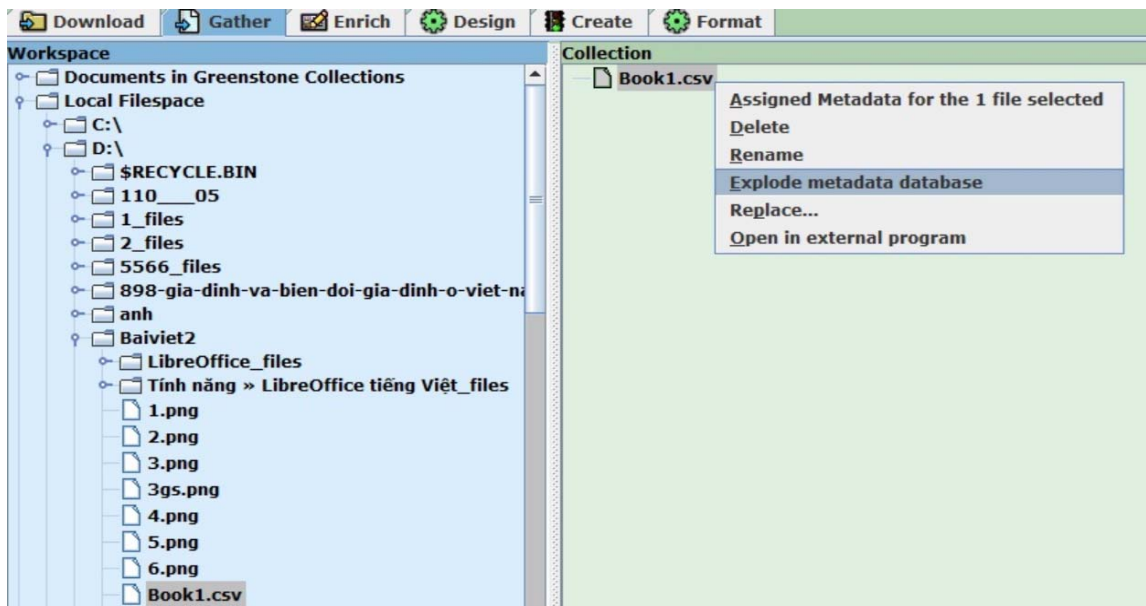 Download Gather Enrich Design Create Format
Workspace
Documents in Greenstone Collections
Local Filespace
C:\
D:\
$RECYCLE.BIN
110___05
1_files
2_files
5566_files
898-gia-dinh-va-bien-doi-gia-dinh-o-viet-na
anh
Baiviet2
LibreOffice_files
Tính năng » LibreOffice tiếng Việt_files
1.png
2.png
3.png
3gs.png
4.png
5.png
6.png
Book1.csv
Collection
Book1.csv
Assigned Metadata for the 1 file selected
Delete
Rename
Explode metadata database
Replace...
Open in external program